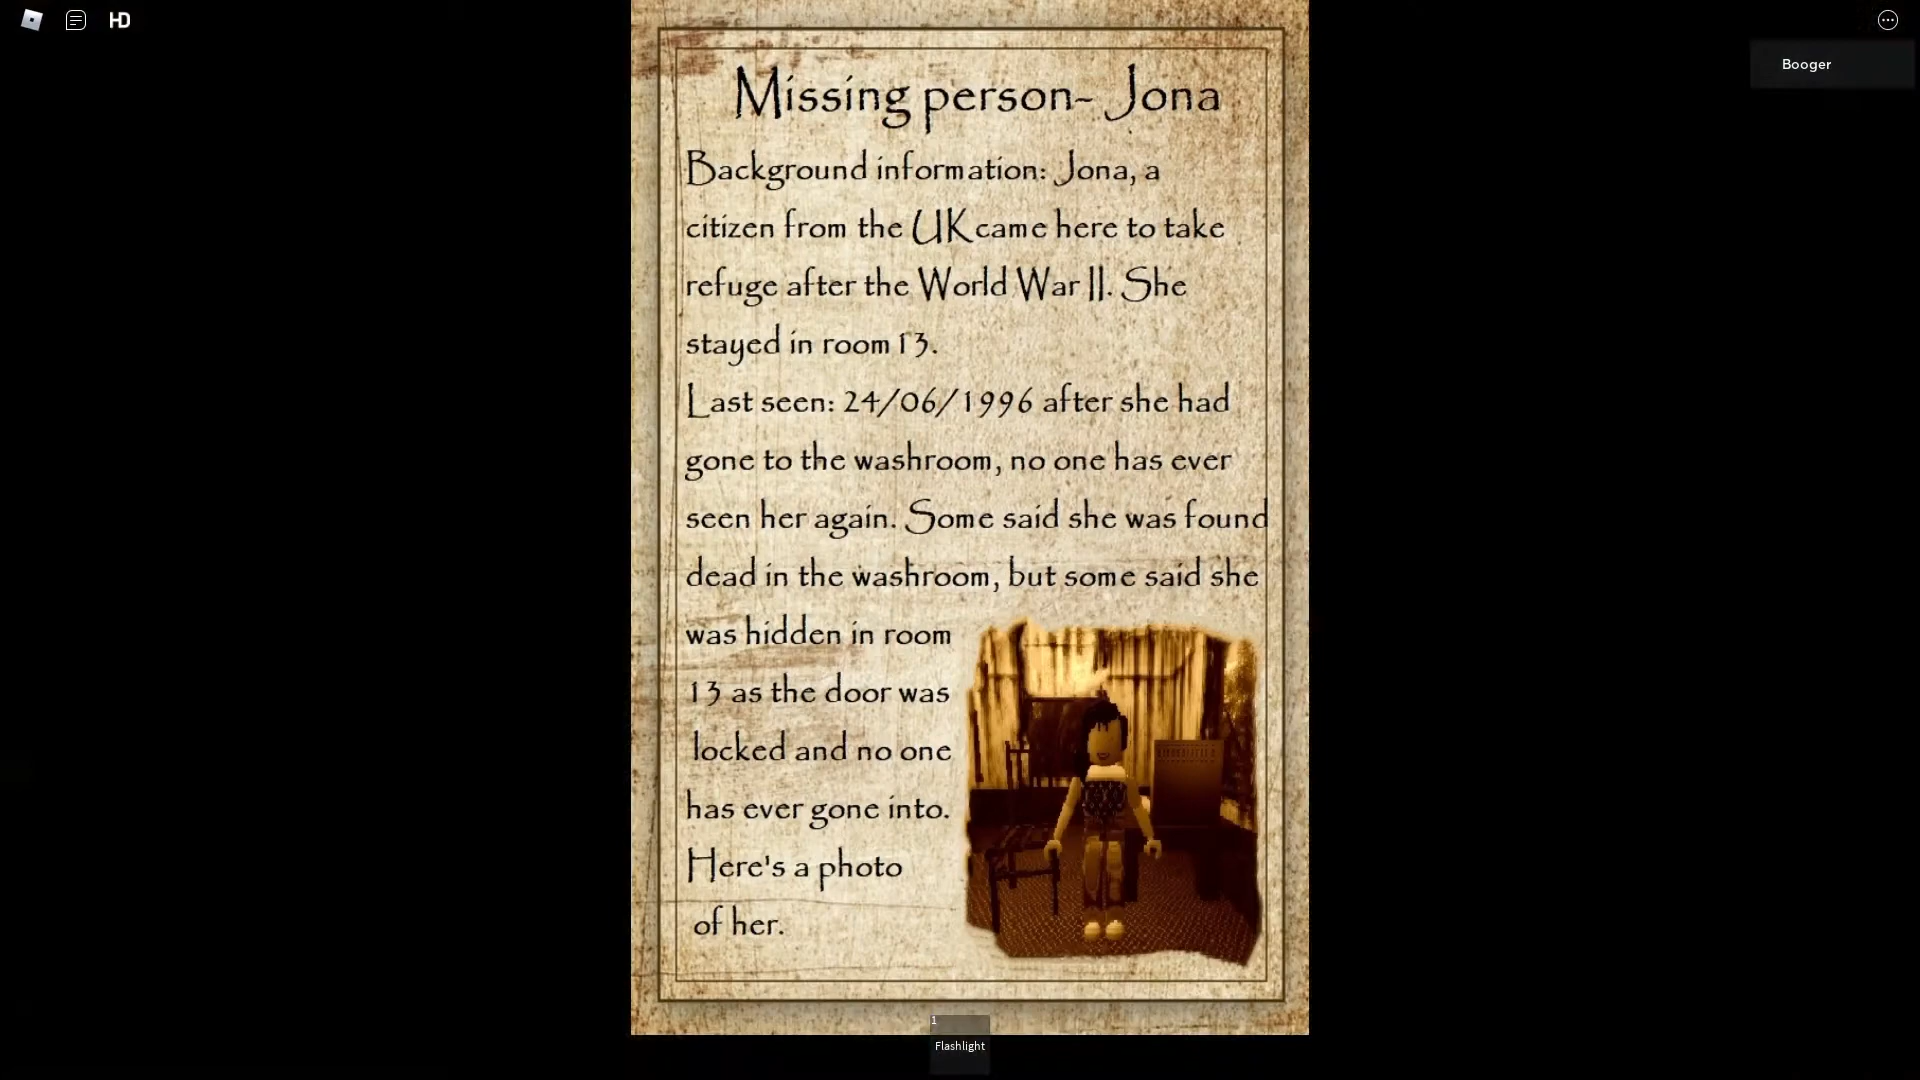 HD
Booger
Missing person- Jona
Background information: Jona, a
citizen from the UK came here to take
refuge after the World War II. She
stayed in room 13.
Last seen: 24/06/1996 after she had
gone to the washroom, no one has ever
seen her again. Some said she was found
dead in the washroom, but some said she
was hidden in room
13 as the door was
locked and no one
has ever gone into.
Here's a photo
of her.
1
Flashlight